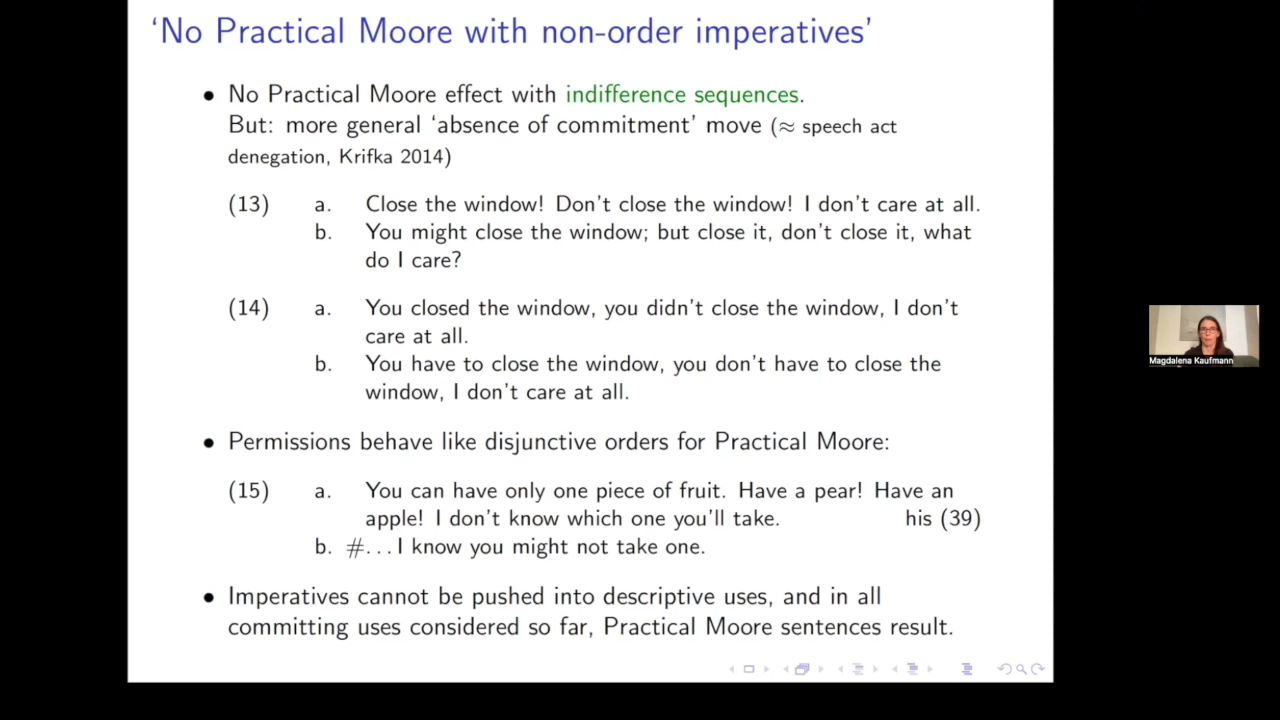 ‘No Practical Moore with non-order imperatives’
• No Practical Moore effect with indifference sequences.
But: more general ‘absence of commitment’ move (≈ speech act
denegation, Krifka 2014)
(13) a. Close the window! Don’t close the window! I don’t care at all.
b. You might close the window; but close it, don’t close it, what
do I care?
(14) a. You closed the window, you didn’t close the window, I don’t
care at all.
b. You have to close the window, you don’t have to close the
window, I don’t care at all.
• Permissions behave like disjunctive orders for Practical Moore:
(15) a. You can have only one piece of fruit. Have a pear! Have an
apple! I don’t know which one you’ll take. his (39)
b. #...I know you might not take one.
• Imperatives cannot be pushed into descriptive uses, and in all
committing uses considered so far, Practical Moore sentences result.
Magdalena Kaufmann